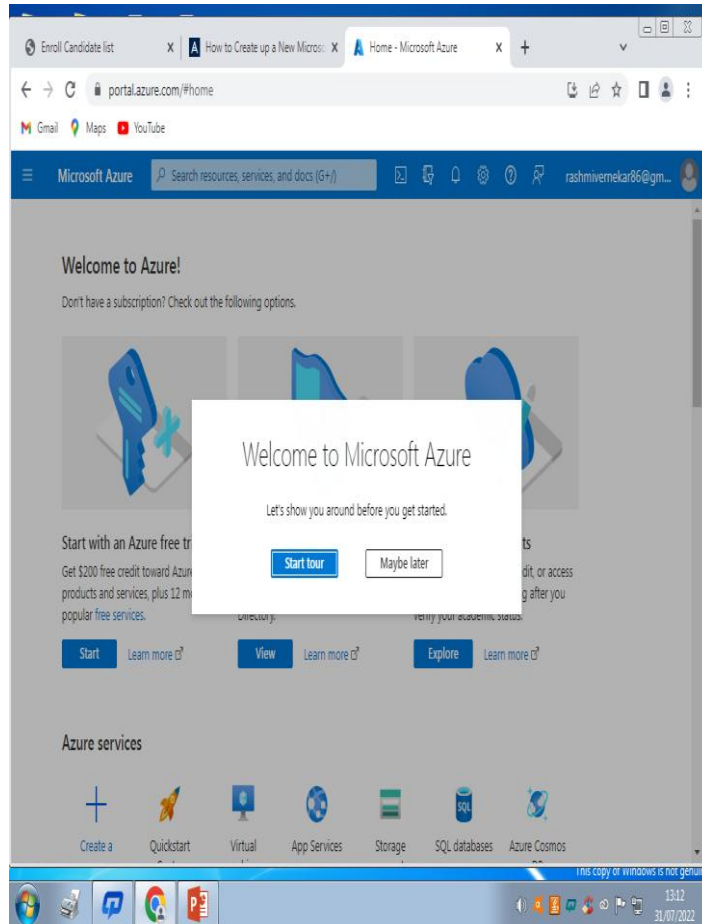 Enroll Candidate list
How to Create up a New Micros
Home - Microsoft Azure
portal.azure.com/#home
Gmail Maps YouTube
Microsoft Azure
Search resources, services, and docs (G+/)
rashmivernekar86@gm...
Welcome to Azure!
Don't have a subscription? Check out the following options.
Welcome to Microsoft Azure
Let's show you around before you get started.
Start tour Maybe later
Start with an Azure free tr
Get $200 free credit toward Azure
products and services, plus 12 m
popular free services.
Directory.
ts
dit, or access
g after you
verify your academic status.
Start Learn more
View Learn more
Explore Learn more
Azure services
Create a
Quickstart
Virtual
App Services
Storage
SQL
SQL databases
Azure Cosmos
This copy of Windows is not genuin
13:12
31/07/2022